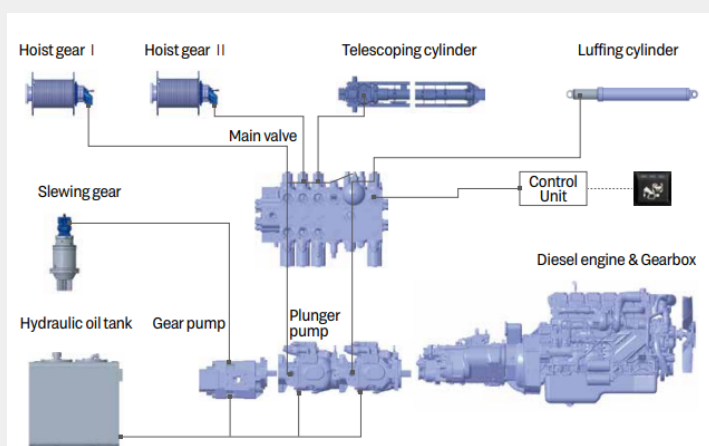 Hoist gear I
Hoist gear II
Telescoping cylinder
Luffing cylinder
Main valve
Slewing gear
Control
Unit
Diesel engine & Gearbox
Hydraulic oil tank
Gear pump
Plunger
pump